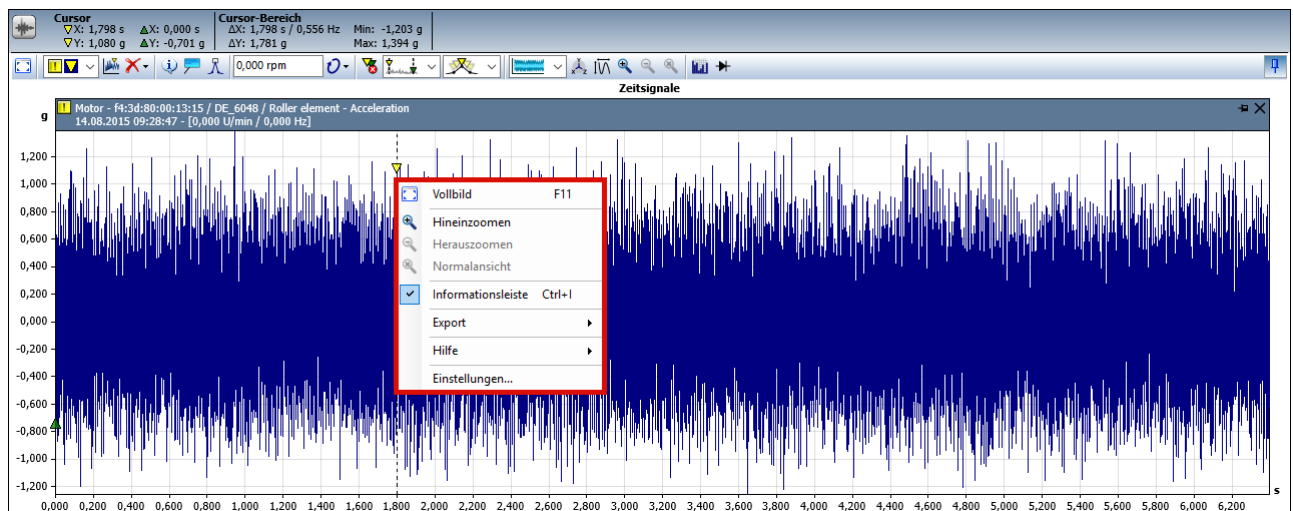 Cursor
X: 1,798 s ΔX: 0,000 s
Y: 1,080 g ΔY: -0,701 g
Cursor-Bereich
ΔX: 1,798 s / 0,556 Hz Min: -1,203 g
ΔY: 1,781 g Max: 1,394 g
0,000 rpm
Zeitsignale
g
Motor - f4:3d:80:00:13:15 / DE_6048 / Roller element - Acceleration
14.08.2015 09:28:47 - [0,000 U/min / 0,000 Hz]
1,200
1,000
0,800
0,600
0,400
0,200
0,000
-0,200
-0,400
-0,600
-0,800
-1,000
-1,200
Vollbild F11
Hineinzoomen
Herauszoomen
Normalansicht
Informationsleiste Ctrl+I
Export
Hilfe
Einstellungen...
s
0,000 0,200 0,400 0,600 0,800 1,000 1,200 1,400 1,600 1,800 2,000 2,200 2,400 2,600 2,800 3,000 3,200 3,400 3,600 3,800 4,000 4,200 4,400 4,600 4,800 5,000 5,200 5,400 5,600 5,800 6,000 6,200